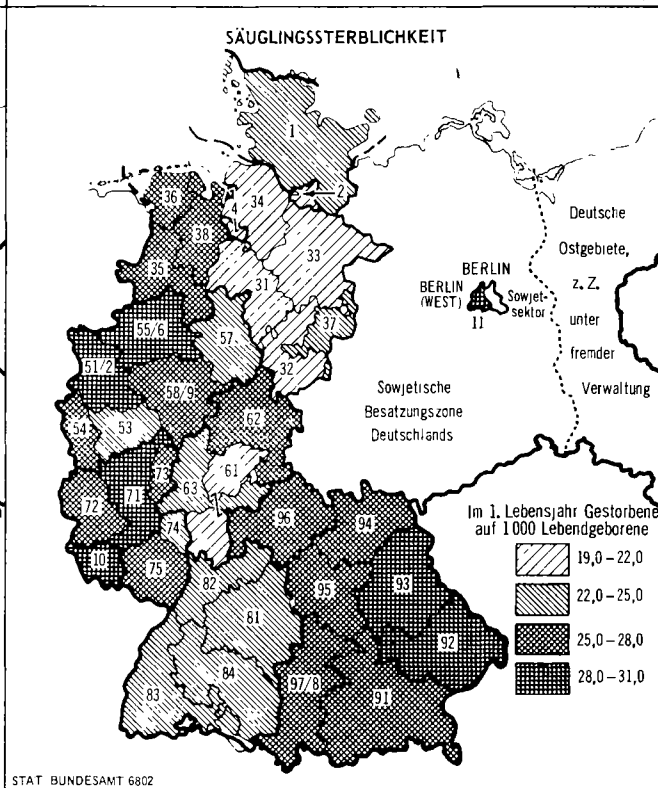 SÄUGLINGSSTERBLICHKEIT
1
2
36
34
4
38
33
35
31
Deutsche
Ostgebiete,
z. Z.
unter
fremder
Verwaltung
BERLIN
BERLIN
(WEST)
Sowjet-
sektor
11
55/6
57
37
51/2
32
58/9
62
54
53
Sowjetische
Besatzungszone
Deutschlands
61
73
63
72
71
74
96
94
10
75
82
95
93
81
92
84
83
97/8
91
Im 1. Lebensjahr Gestorbene
auf 1000 Lebendgeborene
19,0-22,0
22,0-25,0
25,0-28,0
28,0-31,0
STAT BUNDESAMT 6802